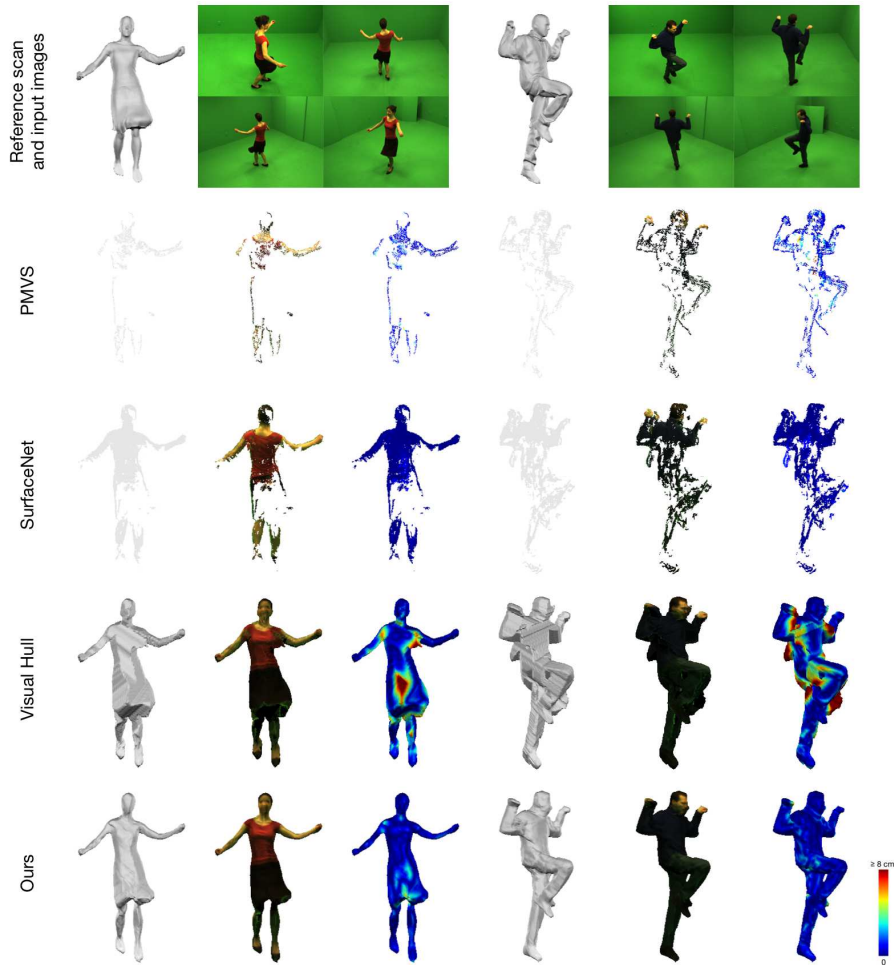 Reference scan
and input images
PMVS
SurfaceNet
Visual Hull
Ours
≥ 8 cm
0